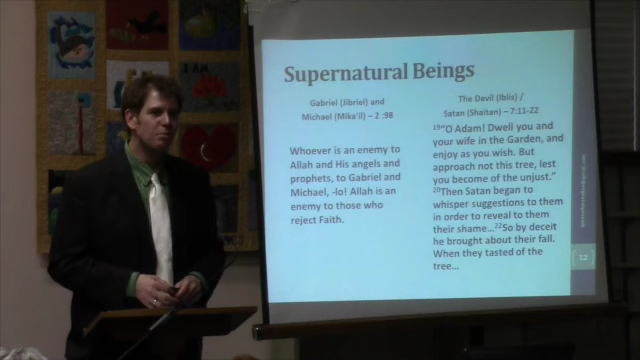 Supernatural Beings
Gabriel (Jibriel) and
Michael (Mika'il) – 2 :98
Whoever is an enemy to
Allah and His angels and
prophets, to Gabriel and
Michael, -lo! Allah is an
enemy to those who
reject Faith.
The Devil (Iblis) /
Satan (Shaitan) – 7:11-22
19"O Adam! Dwell you and
your wife in the Garden, and
enjoy as you wish. But
approach not this tree, lest
you become of the unjust."
20Then Satan began to
whisper suggestions to them
in order to reveal to them
their shame…22So by deceit
he brought about their fall.
When they tasted of the
tree…
12
I AM